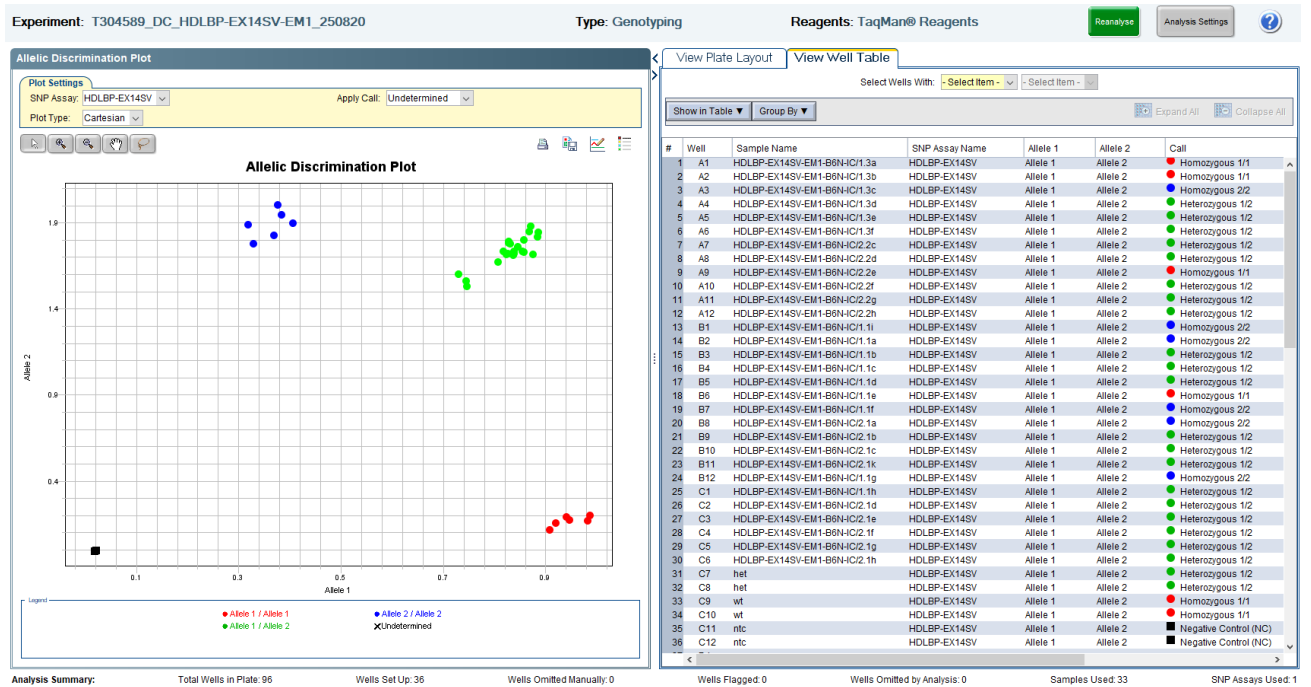 Experiment: T304589_DC_HDLBP-EX14SV-EM1_250820 Type: Genotyping Reagents: TaqMan® Reagents Reanalyse Analysis Settings ?
Allelic Discrimination Plot
Plot Settings
SNP Assay: HDLBP-EX14SV Apply Call: Undetermined
Plot Type: Cartesian
Allelic Discrimination Plot
1.9
1.4
0.9
0.4
Allele 2
0.1 0.3 0.5 0.7 0.9
Allele 1
Legend
Allele 1 / Allele 1 Allele 2 / Allele 2
Allele 1 / Allele 2 Undetermined
View Plate Layout View Well Table
Select Wells With: - Select Item - - Select Item -
Show in Table ▼ Group By ▼ Expand All Collapse All
# Well Sample Name SNP Assay Name Allele 1 Allele 2 Call
1 A1 HDLBP-EX14SV-EM1-B6N-IC/1.3a HDLBP-EX14SV Allele 1 Allele 2 Homozygous 1/1
2 A2 HDLBP-EX14SV-EM1-B6N-IC/1.3b HDLBP-EX14SV Allele 1 Allele 2 Homozygous 1/1
3 A3 HDLBP-EX14SV-EM1-B6N-IC/1.3c HDLBP-EX14SV Allele 1 Allele 2 Homozygous 2/2
4 A4 HDLBP-EX14SV-EM1-B6N-IC/1.3d HDLBP-EX14SV Allele 1 Allele 2 Heterozygous 1/2
5 A5 HDLBP-EX14SV-EM1-B6N-IC/1.3e HDLBP-EX14SV Allele 1 Allele 2 Heterozygous 1/2
6 A6 HDLBP-EX14SV-EM1-B6N-IC/1.3f HDLBP-EX14SV Allele 1 Allele 2 Heterozygous 1/2
7 A7 HDLBP-EX14SV-EM1-B6N-IC/2.2c HDLBP-EX14SV Allele 1 Allele 2 Heterozygous 1/2
8 A8 HDLBP-EX14SV-EM1-B6N-IC/2.2d HDLBP-EX14SV Allele 1 Allele 2 Heterozygous 1/2
9 A9 HDLBP-EX14SV-EM1-B6N-IC/2.2e HDLBP-EX14SV Allele 1 Allele 2 Homozygous 1/1
10 A10 HDLBP-EX14SV-EM1-B6N-IC/2.2f HDLBP-EX14SV Allele 1 Allele 2 Heterozygous 1/2
11 A11 HDLBP-EX14SV-EM1-B6N-IC/2.2g HDLBP-EX14SV Allele 1 Allele 2 Heterozygous 1/2
12 A12 HDLBP-EX14SV-EM1-B6N-IC/2.2h HDLBP-EX14SV Allele 1 Allele 2 Heterozygous 1/2
13 B1 HDLBP-EX14SV-EM1-B6N-IC/1.1i HDLBP-EX14SV Allele 1 Allele 2 Homozygous 2/2
14 B2 HDLBP-EX14SV-EM1-B6N-IC/1.1a HDLBP-EX14SV Allele 1 Allele 2 Homozygous 2/2
15 B3 HDLBP-EX14SV-EM1-B6N-IC/1.1b HDLBP-EX14SV Allele 1 Allele 2 Heterozygous 1/2
16 B4 HDLBP-EX14SV-EM1-B6N-IC/1.1c HDLBP-EX14SV Allele 1 Allele 2 Heterozygous 1/2
17 B5 HDLBP-EX14SV-EM1-B6N-IC/1.1d HDLBP-EX14SV Allele 1 Allele 2 Heterozygous 1/2
18 B6 HDLBP-EX14SV-EM1-B6N-IC/1.1e HDLBP-EX14SV Allele 1 Allele 2 Homozygous 1/1
19 B7 HDLBP-EX14SV-EM1-B6N-IC/1.1f HDLBP-EX14SV Allele 1 Allele 2 Homozygous 2/2
20 B8 HDLBP-EX14SV-EM1-B6N-IC/2.1a HDLBP-EX14SV Allele 1 Allele 2 Homozygous 2/2
21 B9 HDLBP-EX14SV-EM1-B6N-IC/2.1b HDLBP-EX14SV Allele 1 Allele 2 Heterozygous 1/2
22 B10 HDLBP-EX14SV-EM1-B6N-IC/2.1c HDLBP-EX14SV Allele 1 Allele 2 Heterozygous 1/2
23 B11 HDLBP-EX14SV-EM1-B6N-IC/2.1k HDLBP-EX14SV Allele 1 Allele 2 Heterozygous 1/2
24 B12 HDLBP-EX14SV-EM1-B6N-IC/1.1g HDLBP-EX14SV Allele 1 Allele 2 Homozygous 2/2
25 C1 HDLBP-EX14SV-EM1-B6N-IC/1.1h HDLBP-EX14SV Allele 1 Allele 2 Heterozygous 1/2
26 C2 HDLBP-EX14SV-EM1-B6N-IC/2.1d HDLBP-EX14SV Allele 1 Allele 2 Heterozygous 1/2
27 C3 HDLBP-EX14SV-EM1-B6N-IC/2.1e HDLBP-EX14SV Allele 1 Allele 2 Heterozygous 1/2
28 C4 HDLBP-EX14SV-EM1-B6N-IC/2.1f HDLBP-EX14SV Allele 1 Allele 2 Heterozygous 1/2
29 C5 HDLBP-EX14SV-EM1-B6N-IC/2.1g HDLBP-EX14SV Allele 1 Allele 2 Heterozygous 1/2
30 C6 HDLBP-EX14SV-EM1-B6N-IC/2.1h HDLBP-EX14SV Allele 1 Allele 2 Heterozygous 1/2
31 C7 het HDLBP-EX14SV Allele 1 Allele 2 Heterozygous 1/2
32 C8 het HDLBP-EX14SV Allele 1 Allele 2 Heterozygous 1/2
33 C9 wt HDLBP-EX14SV Allele 1 Allele 2 Homozygous 1/1
34 C10 wt HDLBP-EX14SV Allele 1 Allele 2 Homozygous 1/1
35 C11 ntc HDLBP-EX14SV Allele 1 Allele 2 Negative Control (NC)
36 C12 ntc HDLBP-EX14SV Allele 1 Allele 2 Negative Control (NC)
Analysis Summary: Total Wells in Plate: 96 Wells Set Up: 36 Wells Omitted Manually: 0 Wells Flagged: 0 Wells Omitted by Analysis: 0 Samples Used: 33 SNP Assays Used: 1